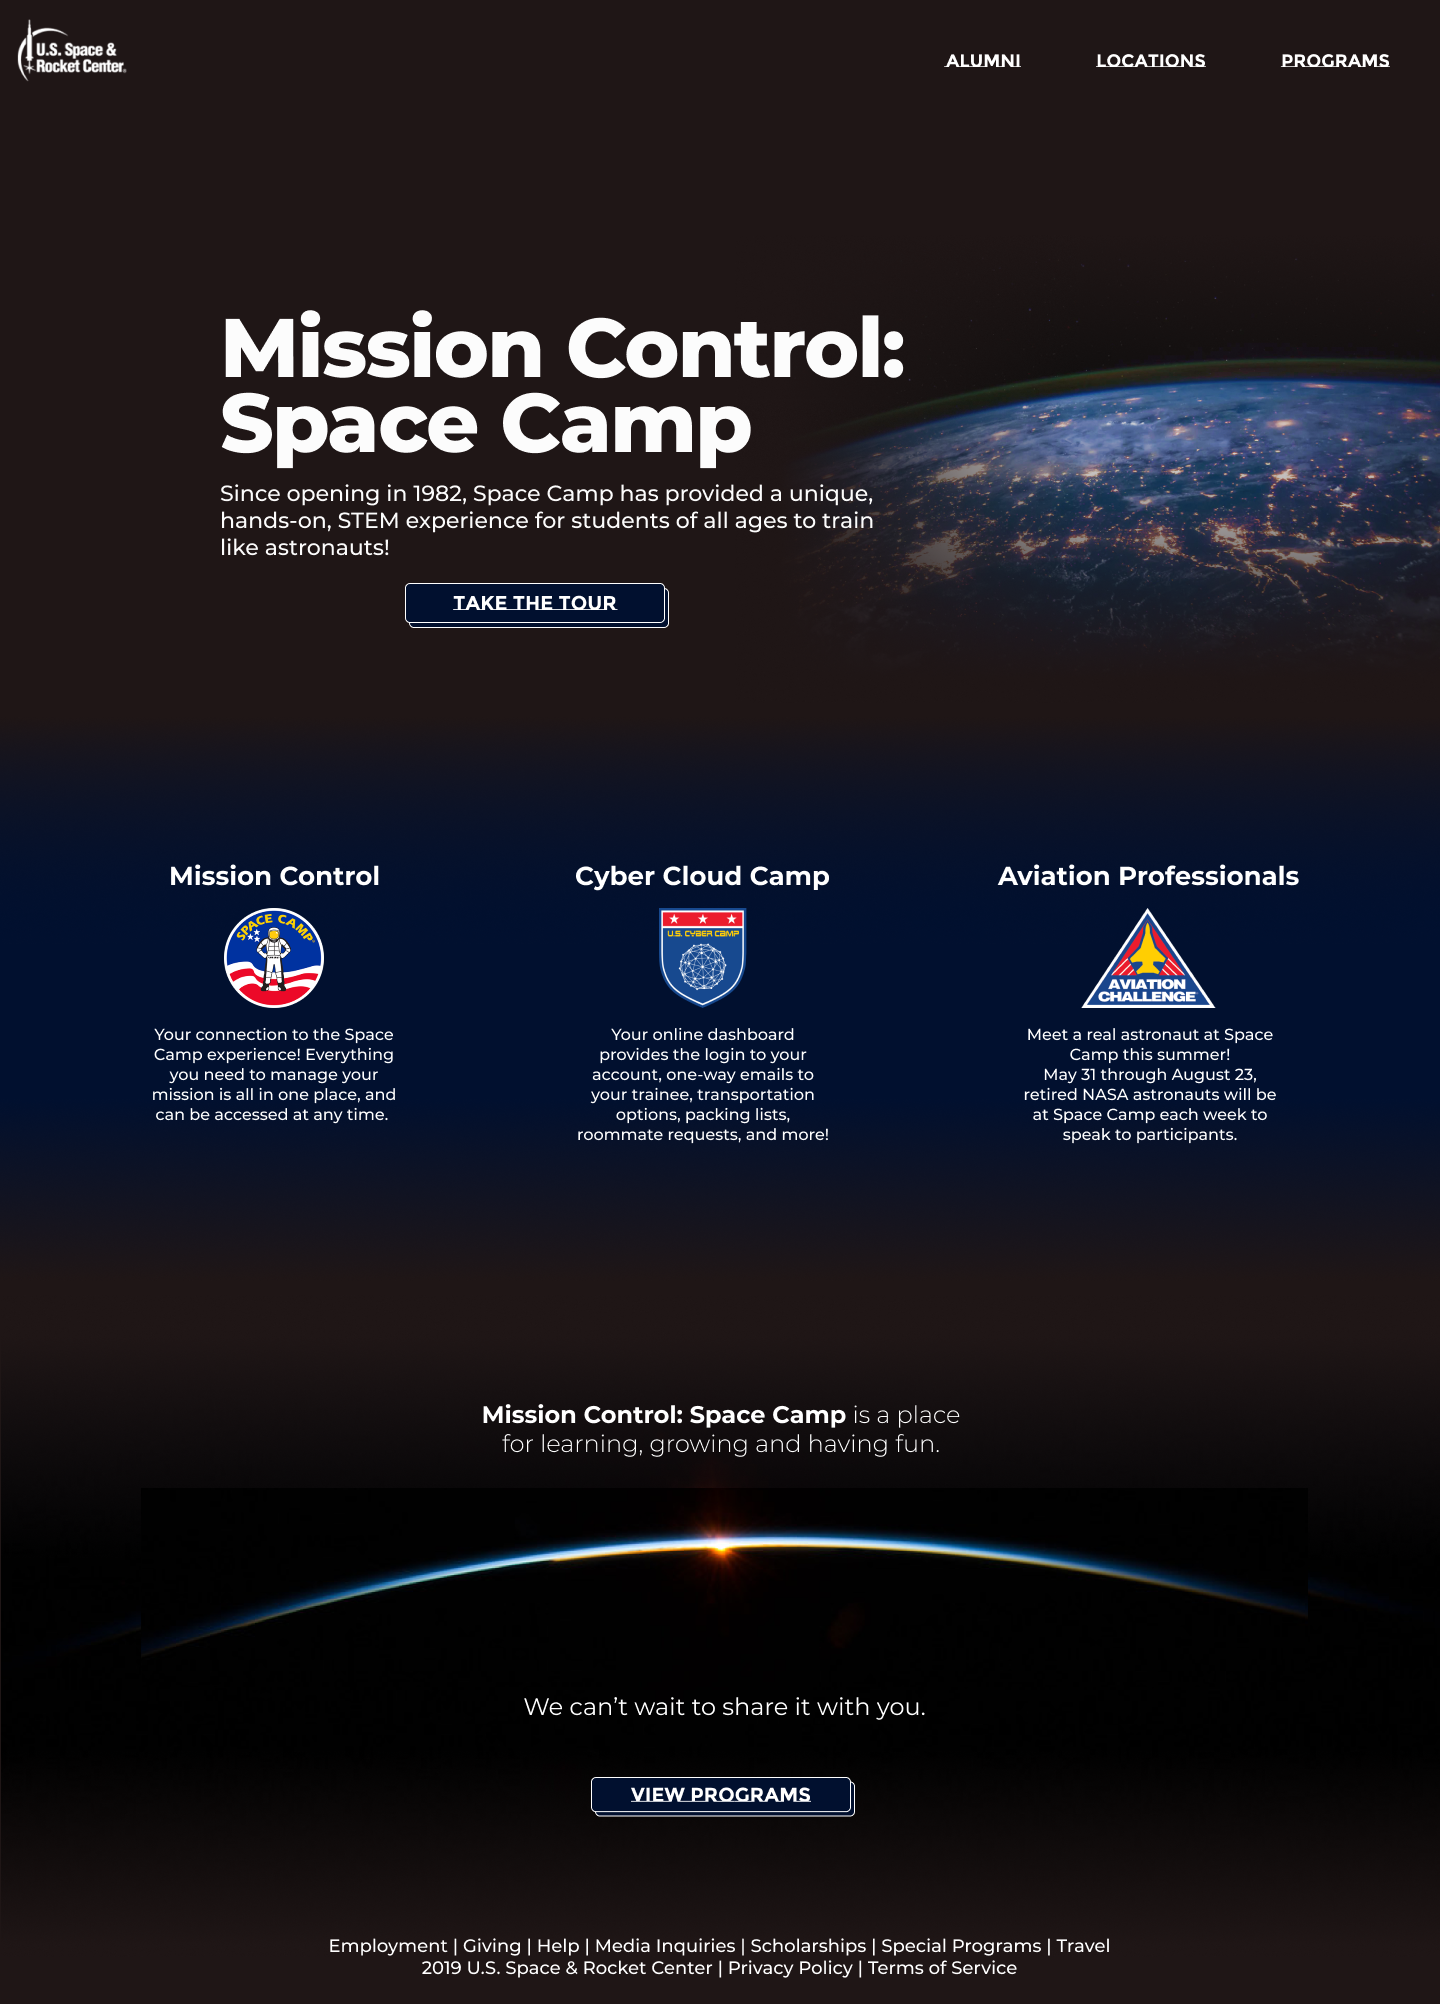 U.S. Space &
Rocket Center
ALUMNI
LOCATIONS
PROGRAMS
Mission Control:
Space Camp
Since opening in 1982, Space Camp has provided a unique,
hands-on, STEM experience for students of all ages to train
like astronauts!
TAKE THE TOUR
Mission Control
SPACE CAMP
Your connection to the Space
Camp experience! Everything
you need to manage your
mission is all in one place, and
can be accessed at any time.
Cyber Cloud Camp
U.S. CYBER CAMP
Your online dashboard
provides the login to your
account, one-way emails to
your trainee, transportation
options, packing lists,
roommate requests, and more!
Aviation Professionals
AVIATION
CHALLENGE
Meet a real astronaut at Space
Camp this summer!
May 31 through August 23,
retired NASA astronauts will be
at Space Camp each week to
speak to participants.
Mission Control: Space Camp is a place
for learning, growing and having fun.
We can’t wait to share it with you.
VIEW PROGRAMS
Employment | Giving | Help | Media Inquiries | Scholarships | Special Programs | Travel
2019 U.S. Space & Rocket Center | Privacy Policy | Terms of Service